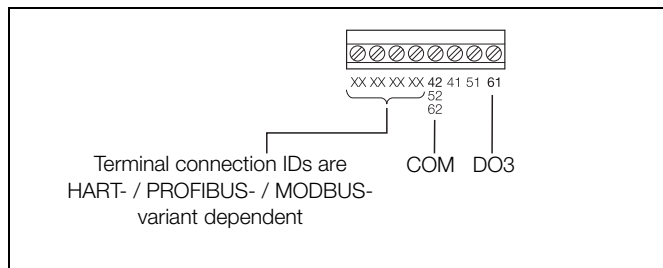 XX XX XX XX 42 41 51 61
52
62
Terminal connection IDs are
HART- / PROFIBUS- / MODBUS-
variant dependent
COM DO3